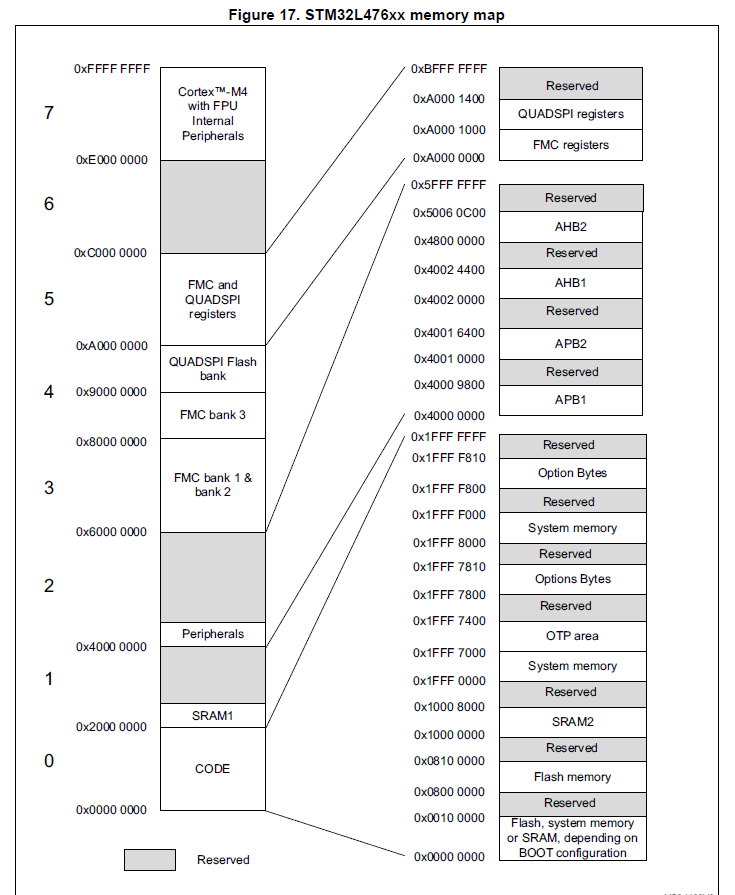 Figure 17. STM32L476xx memory map
0xFFFF FFFF
7
Cortex™-M4
with FPU
Internal
Peripherals
0xE000 0000
6
0xC000 0000
5
FMC and
QUADSPI
registers
0xA000 0000
QUADSPI Flash
bank
4
0x9000 0000
FMC bank 3
0x8000 0000
3
FMC bank 1 &
bank 2
0x6000 0000
2
Peripherals
0x4000 0000
1
SRAM1
0x2000 0000
0
CODE
0x0000 0000
Reserved
0xBFFF FFFF
Reserved
0xA000 1400
QUADSPI registers
0xA000 1000
FMC registers
0xA000 0000
0x5FFF FFFF
Reserved
0x5006 0C00
AHB2
0x4800 0000
Reserved
0x4002 4400
AHB1
0x4002 0000
Reserved
0x4001 6400
APB2
0x4001 0000
Reserved
0x4000 9800
APB1
0x4000 0000
0x1FFF FFFF
Reserved
0x1FFF F810
Option Bytes
0x1FFF F800
Reserved
0x1FFF F000
System memory
0x1FFF 8000
Reserved
0x1FFF 7810
Options Bytes
0x1FFF 7800
Reserved
0x1FFF 7400
OTP area
0x1FFF 7000
System memory
0x1FFF 0000
Reserved
0x1000 8000
SRAM2
0x1000 0000
Reserved
0x0810 0000
Flash memory
0x0800 0000
Reserved
0x0010 0000
Flash, system memory
or SRAM, depending on
BOOT configuration
0x0000 0000